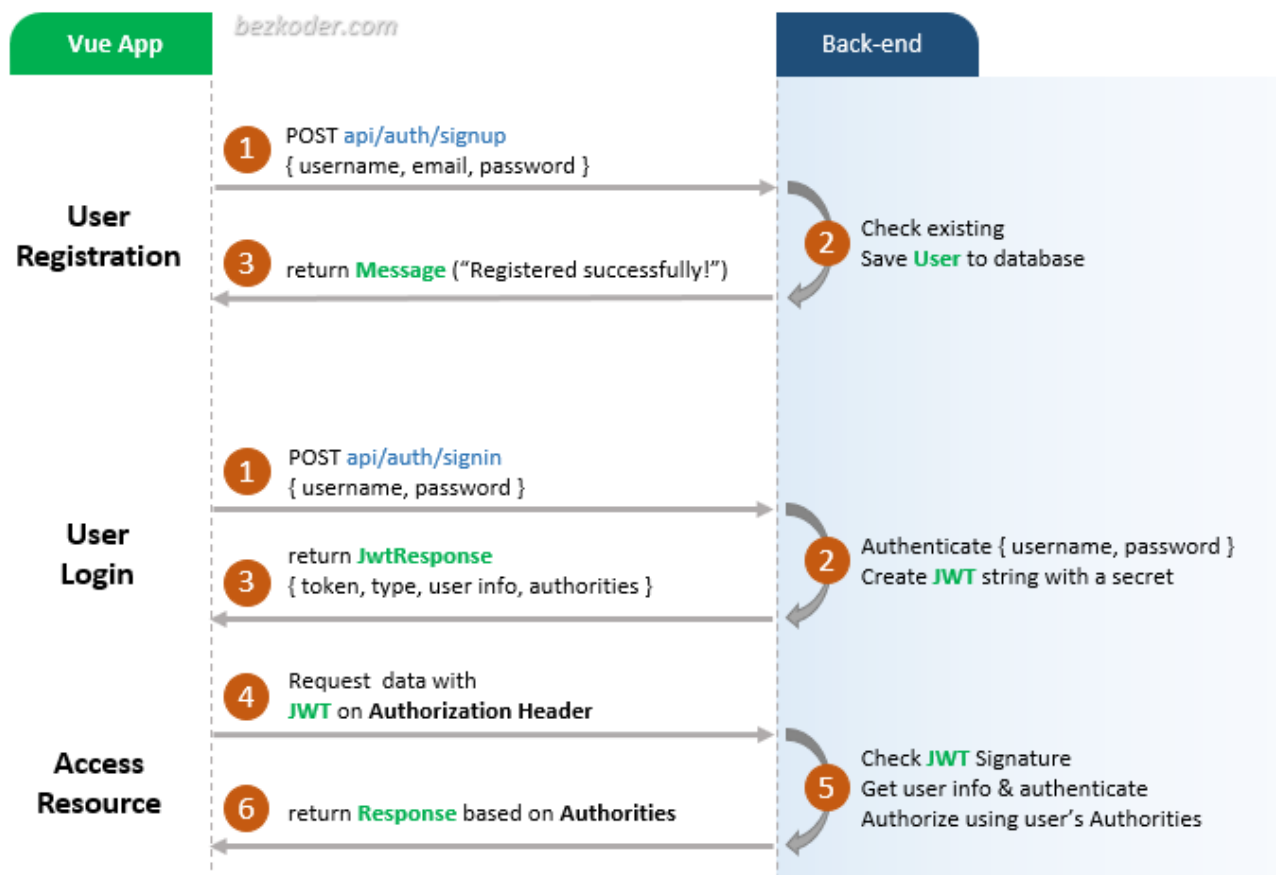 Vue App
bezkoder.com
Back-end
User
Registration
1
POST api/auth/signup
{ username, email, password }
2
Check existing
Save User to database
3
return Message (“Registered successfully!”)
User
Login
1
POST api/auth/signin
{ username, password }
2
Authenticate { username, password }
Create JWT string with a secret
3
return JwtResponse
{ token, type, user info, authorities }
Access
Resource
4
Request data with
JWT on Authorization Header
5
Check JWT Signature
Get user info & authenticate
Authorize using user’s Authorities
6
return Response based on Authorities